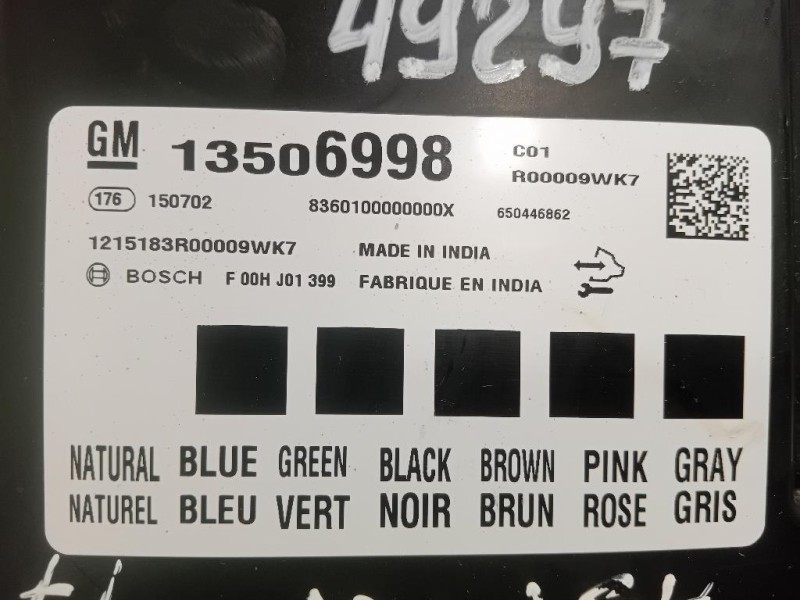 49297
GM 13506998 C01
R00009WK7
176 150702 8360100000000X 650446862
1215183R00009WK7 MADE IN INDIA
BOSCH F 00H J01 399 FABRIQUE EN INDIA
NATURAL BLUE GREEN BLACK BROWN PINK GRAY
NATUREL BLEU VERT NOIR BRUN ROSE GRIS